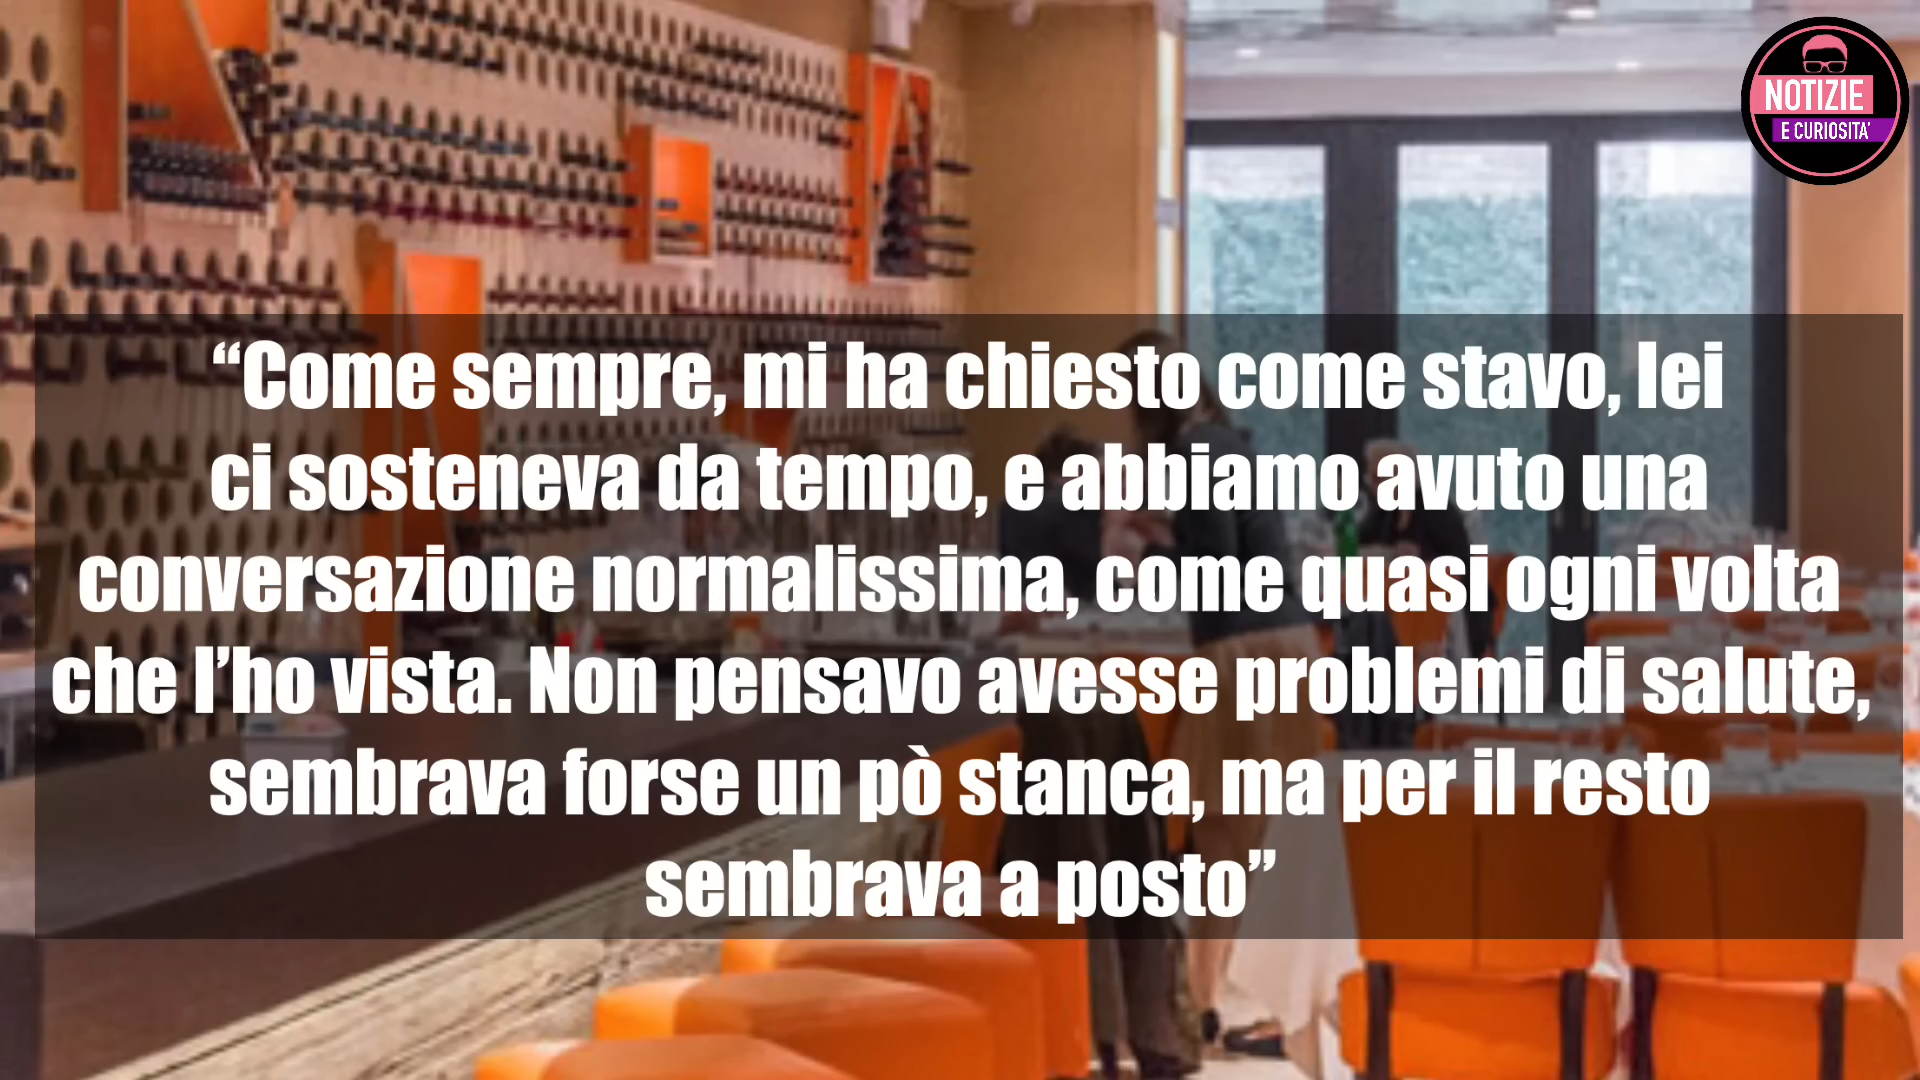 NOTIZIE
E CURIOSITA'
“Come sempre, mi ha chiesto come stavo, lei
ci sosteneva da tempo, e abbiamo avuto una
conversazione normalissima, come quasi ogni volta
che l’ho vista. Non pensavo avesse problemi di salute,
sembrava forse un pò stanca, ma per il resto
sembrava a posto”